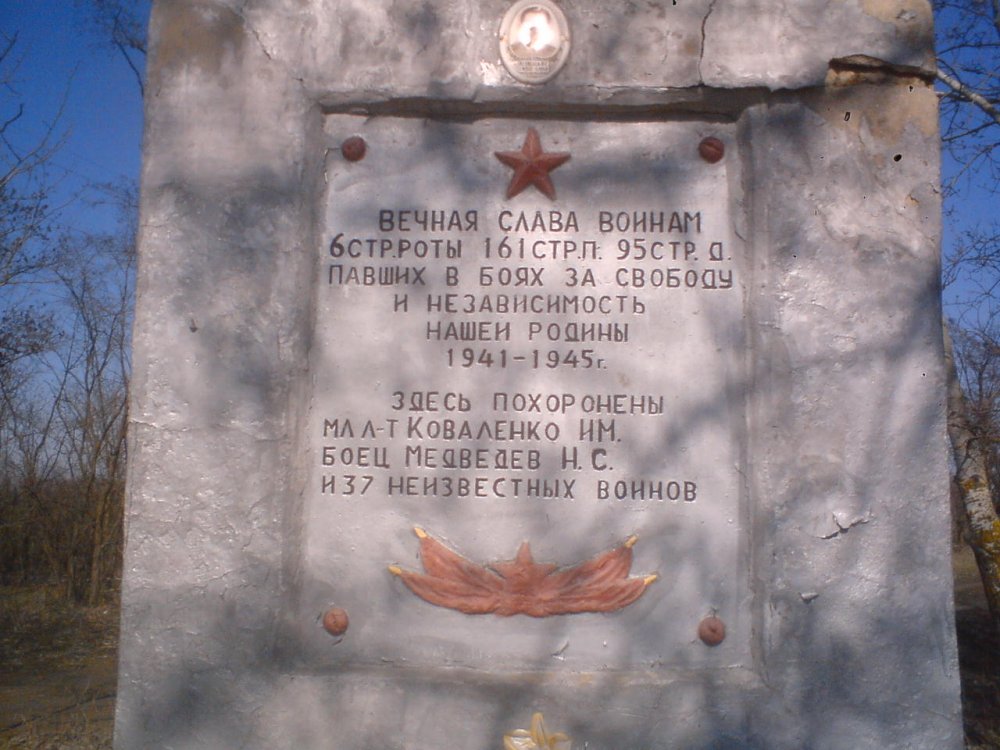 ВЕЧНАЯ СЛАВА ВОИНАМ
6СТР.РОТЫ 161СТР.П. 95СТР. Д.
ПАВШИХ В БОЯХ ЗА СВОБОДУ
И НЕЗАВИСИМОСТЬ
НАШЕЙ РОДИНЫ
1941-1945г.
ЗДЕСЬ ПОХОРОНЕНЫ
МЛ Л-Т КОВАЛЕНКО И.М.
БОЕЦ МЕДВЕДЕВ Н.С.
И 37 НЕИЗВЕСТНЫХ ВОИНОВ